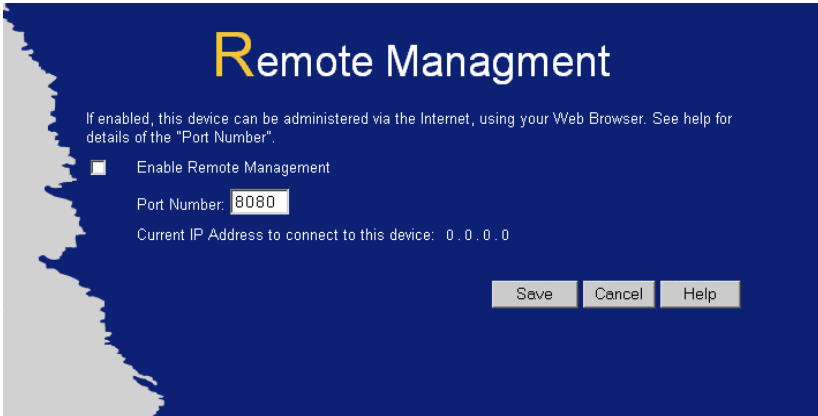 Remote Managment
If enabled, this device can be administered via the Internet, using your Web Browser. See help for
details of the "Port Number".
Enable Remote Management
Port Number: 8080
Current IP Address to connect to this device: 0.0.0.0
Save Cancel Help